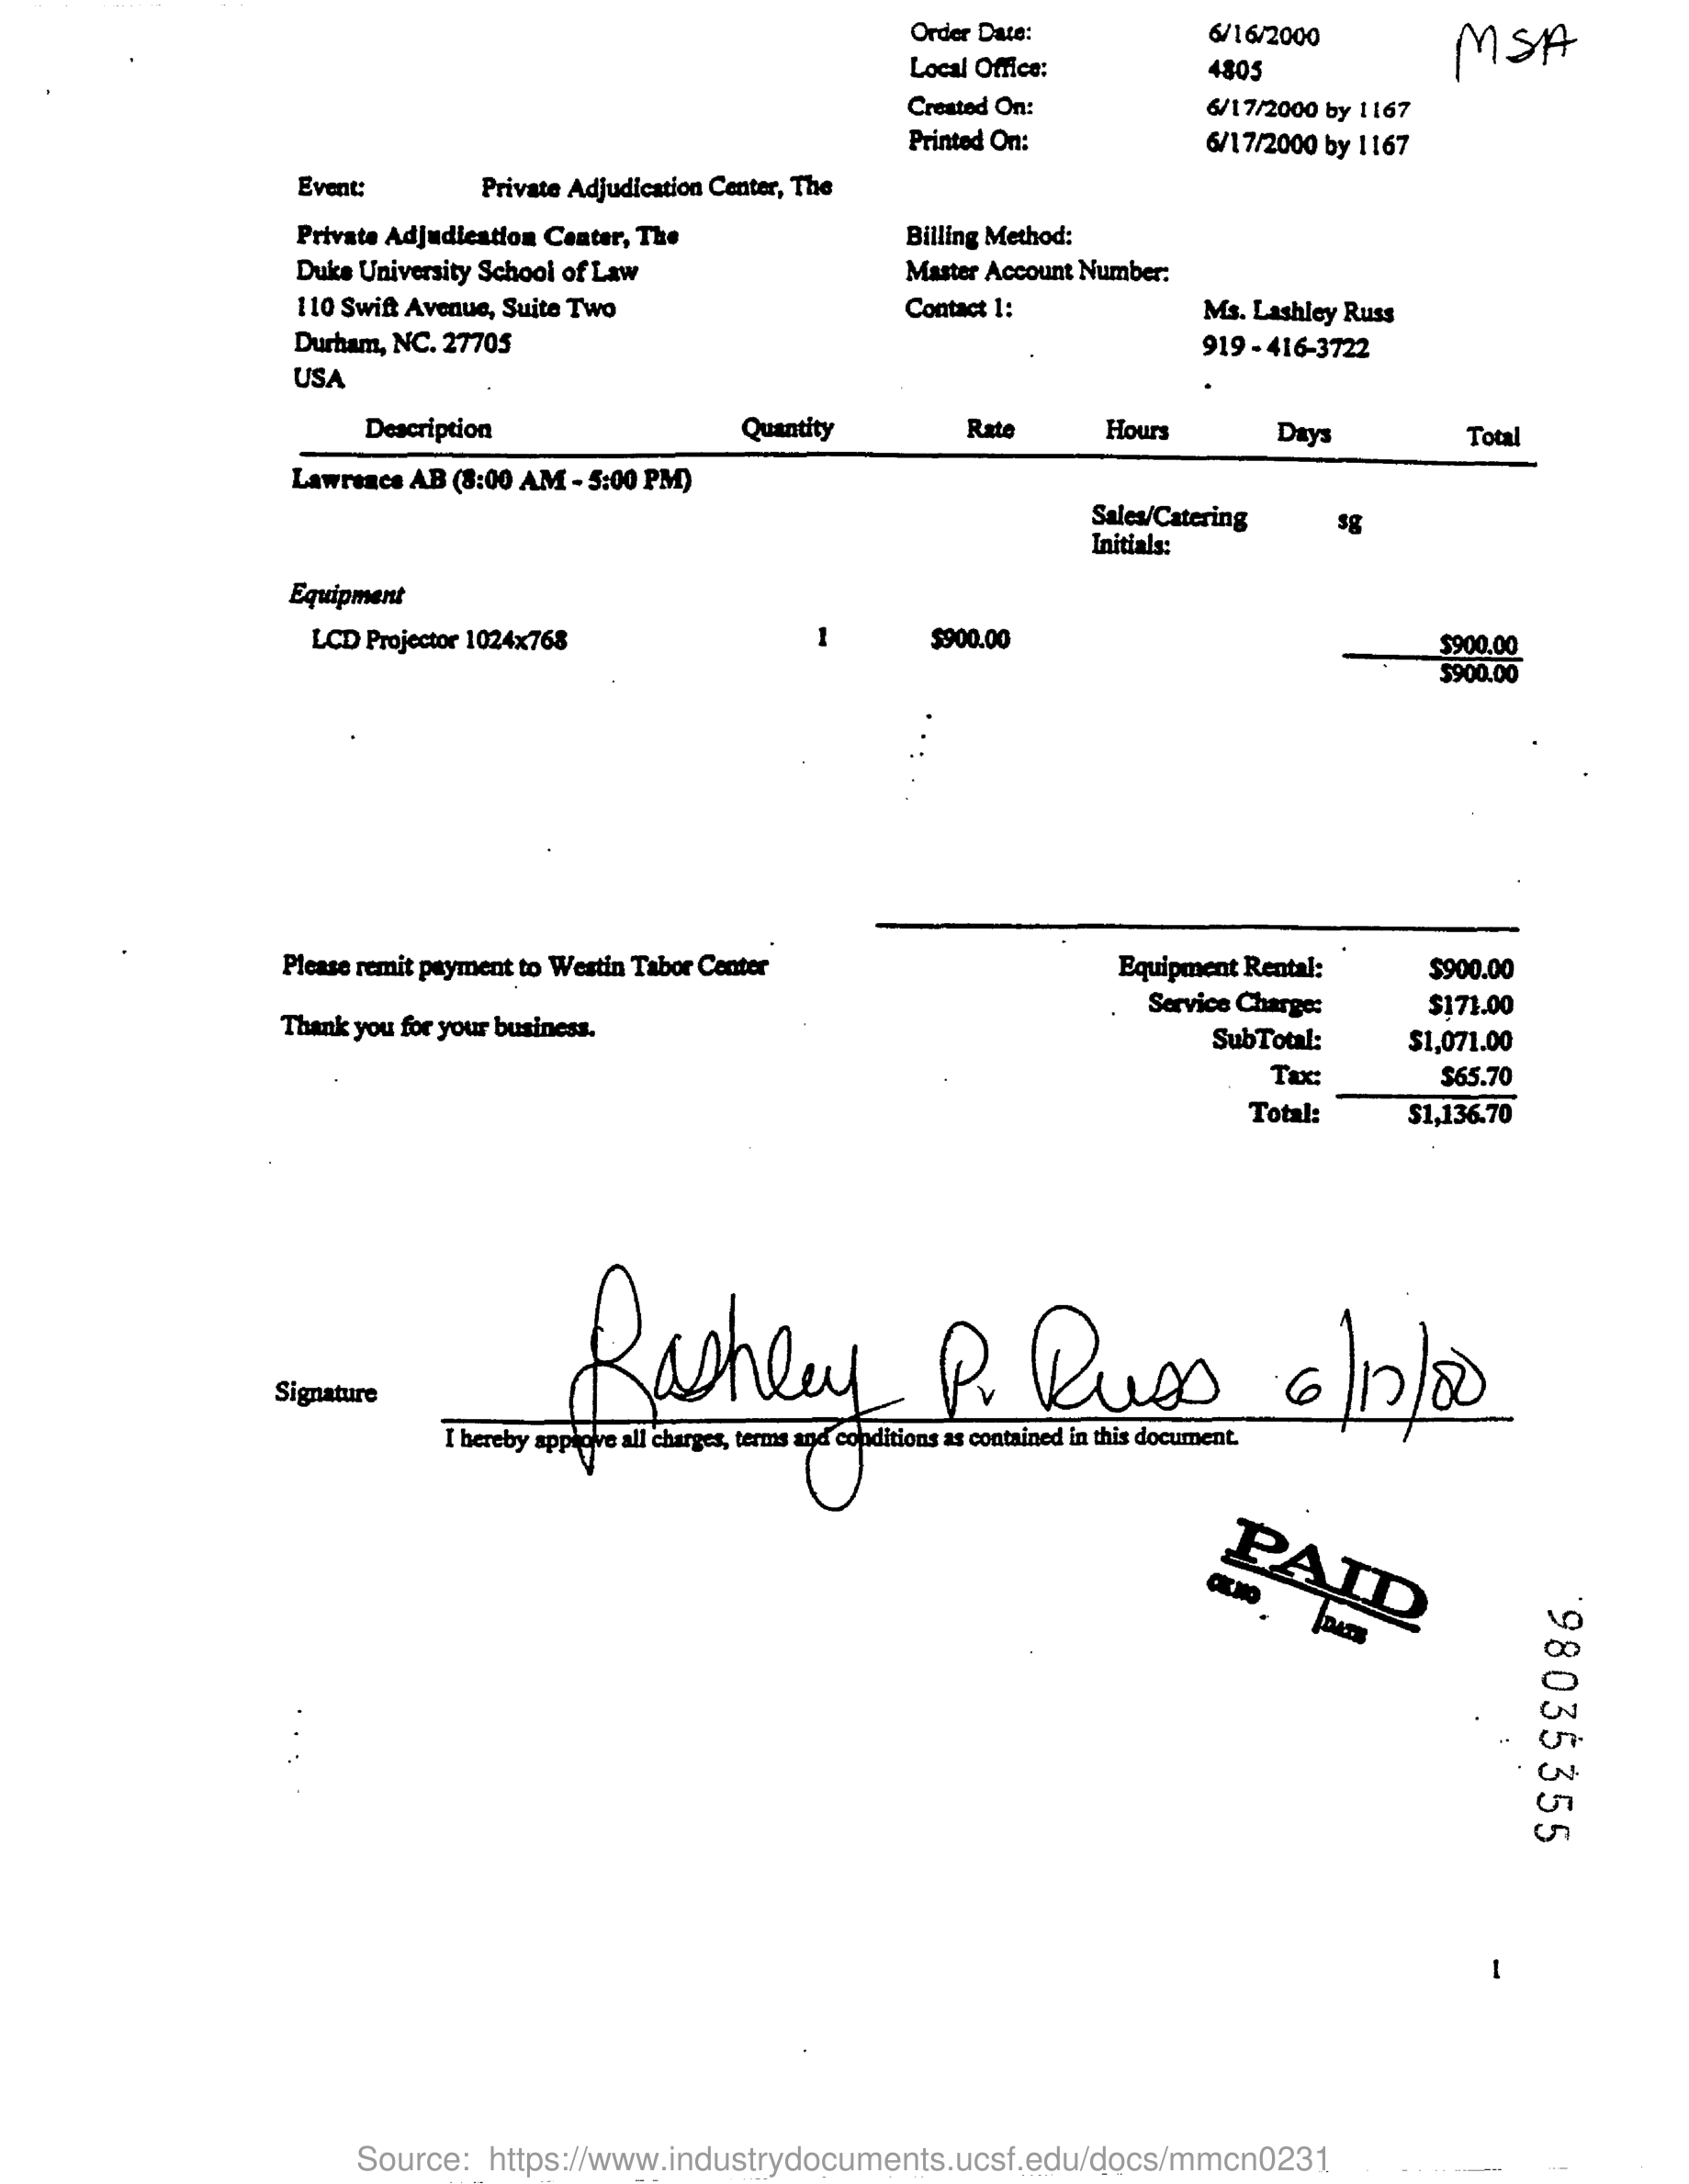 Order Date: 6/16/2000 MSA
Local Office: 4805
Created On: 6/17/2000 by 1167
Printed On: 6/17/2000 by 1167
Event: Private Adjudication Center, The
Private Adjudication Center, The Billing Method:
Duke University School of Law Master Account Number:
110 Swift Avenue, Suite Two Contact 1: Ms. Lashley Russ
Durham, NC. 27705 919 - 416-3722
USA
Description Quantity Rate Hours Days Total
Lawrence AB (8:00 AM - 5:00 PM)
Sales/Catering sg
Initials:
Equipment
LCD Projector 1024x768 1 $900.00 $900.00
$900.00
Please remit payment to Westin Tabor Center Equipment Rental: $900.00
Service Charge: $171.00
Thank you for your business.
SubTotal: $1,071.00
Tax: $65.70
Total: $1,136.70
Signature Lashley P. Russ 6/17/00
I hereby approve all charges, terms and conditions as contained in this document.
PAID
CK NO DATE
98035355
1
Source: https://www.industrydocuments.ucsf.edu/docs/mmcn0231